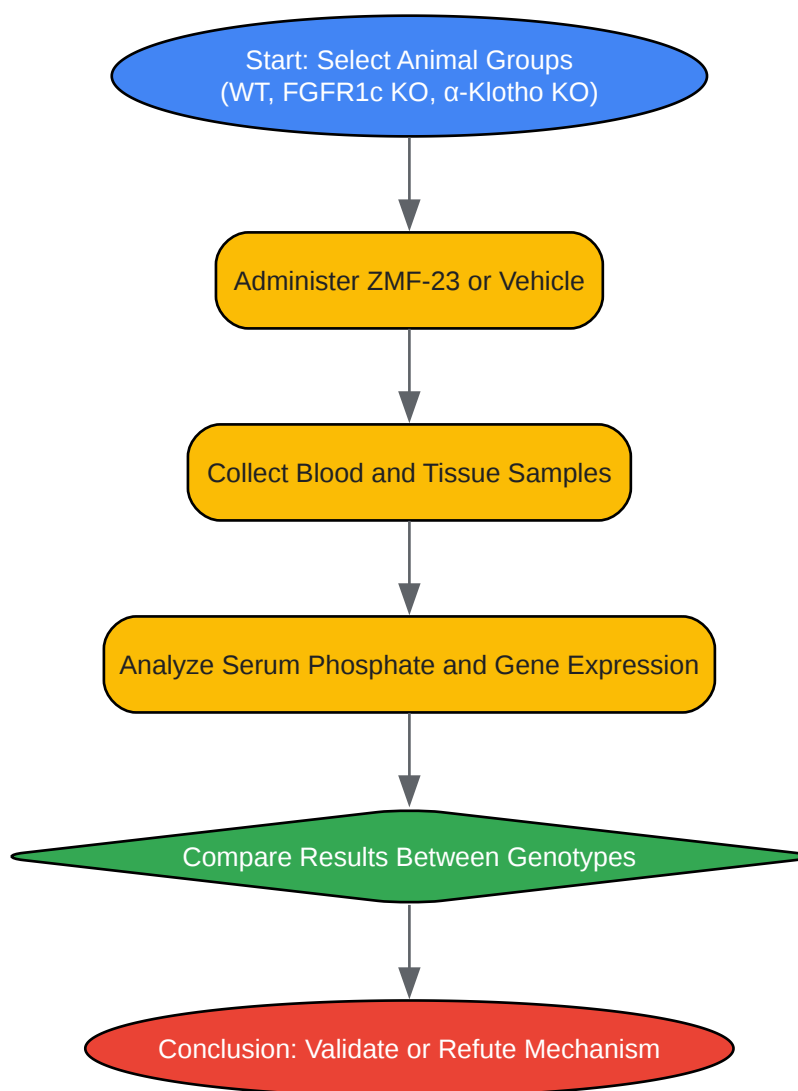 Start: Select Animal Groups
(WT, FGFR1c KO, α-Klotho KO)
Administer ZMF-23 or Vehicle
Collect Blood and Tissue Samples
Analyze Serum Phosphate and Gene Expression
Compare Results Between Genotypes
Conclusion: Validate or Refute Mechanism